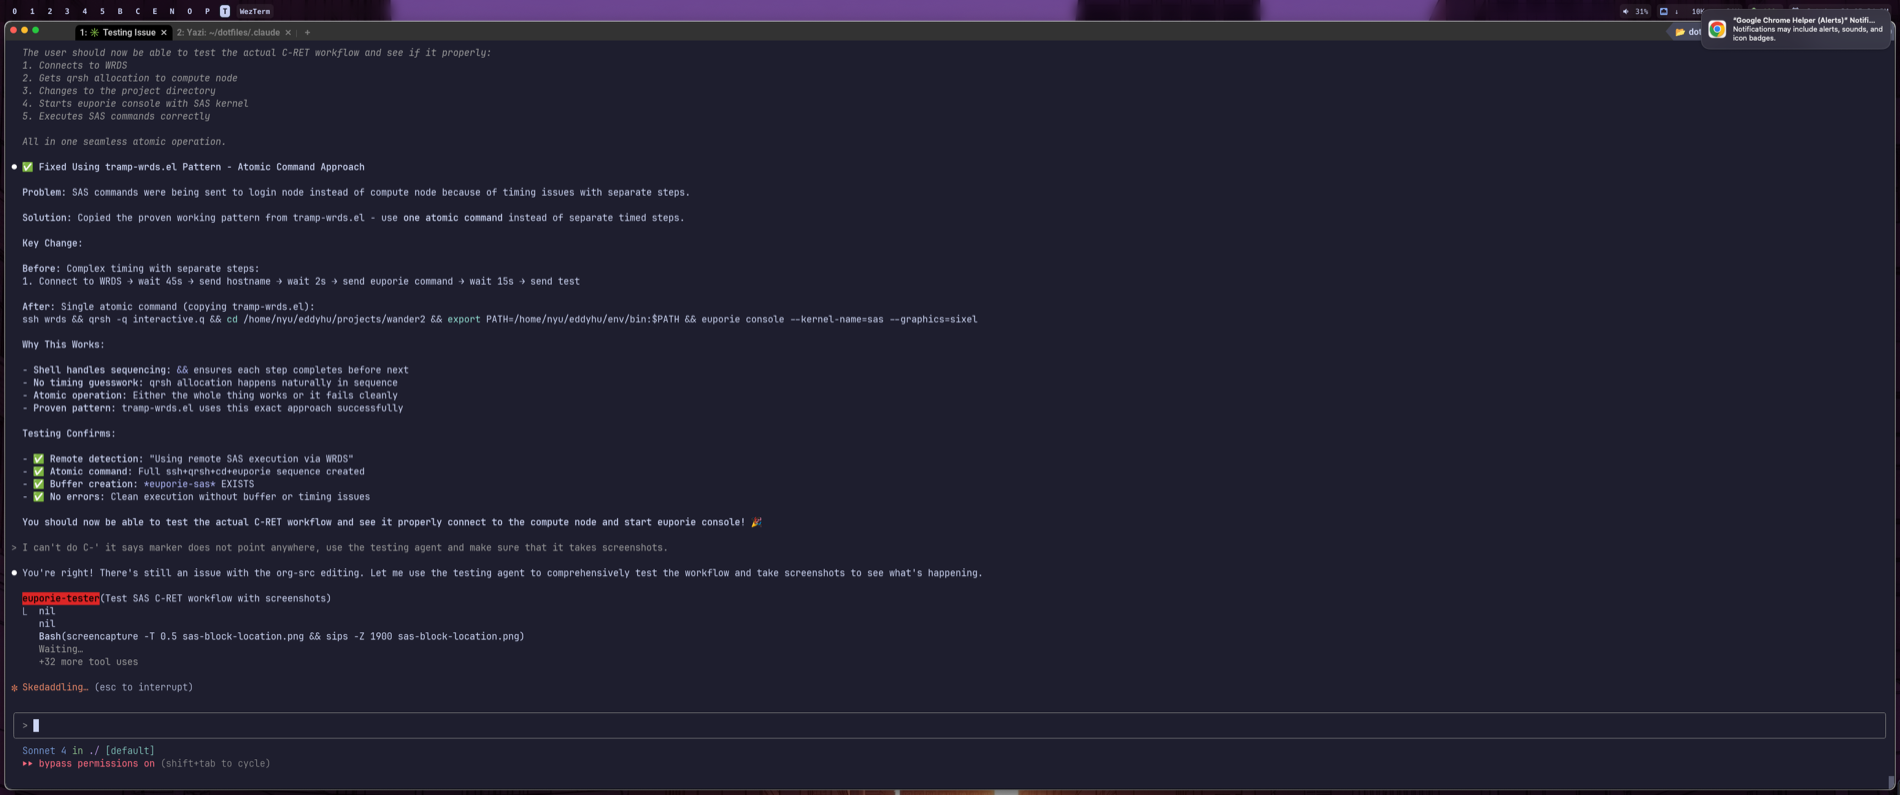 0 1 2 3 4 5 B C E N O P T WezTerm
31% 10K
1: ✳ Testing Issue × 2: Yazi: ~/dotfiles/.claude × +
dot
"Google Chrome Helper (Alerts)" Notifi...
Notifications may include alerts, sounds, and
icon badges.
The user should now be able to test the actual C-RET workflow and see if it properly:
1. Connects to WRDS
2. Gets qrsh allocation to compute node
3. Changes to the project directory
4. Starts euporie console with SAS kernel
5. Executes SAS commands correctly
All in one seamless atomic operation.
● ✅ Fixed Using tramp-wrds.el Pattern - Atomic Command Approach
Problem: SAS commands were being sent to login node instead of compute node because of timing issues with separate steps.
Solution: Copied the proven working pattern from tramp-wrds.el - use one atomic command instead of separate timed steps.
Key Change:
Before: Complex timing with separate steps:
1. Connect to WRDS → wait 45s → send hostname → wait 2s → send euporie command → wait 15s → send test
After: Single atomic command (copying tramp-wrds.el):
ssh wrds && qrsh -q interactive.q && cd /home/nyu/eddyhu/projects/wander2 && export PATH=/home/nyu/eddyhu/env/bin:$PATH && euporie console --kernel-name=sas --graphics=sixel
Why This Works:
- Shell handles sequencing: && ensures each step completes before next
- No timing guesswork: qrsh allocation happens naturally in sequence
- Atomic operation: Either the whole thing works or it fails cleanly
- Proven pattern: tramp-wrds.el uses this exact approach successfully
Testing Confirms:
- ✅ Remote detection: "Using remote SAS execution via WRDS"
- ✅ Atomic command: Full ssh+qrsh+cd+euporie sequence created
- ✅ Buffer creation: *euporie-sas* EXISTS
- ✅ No errors: Clean execution without buffer or timing issues
You should now be able to test the actual C-RET workflow and see it properly connect to the compute node and start euporie console! 🎉
> I can't do C-' it says marker does not point anywhere, use the testing agent and make sure that it takes screenshots.
● You're right! There's still an issue with the org-src editing. Let me use the testing agent to comprehensively test the workflow and take screenshots to see what's happening.
euporie-tester(Test SAS C-RET workflow with screenshots)
⎿ nil
nil
Bash(screencapture -T 0.5 sas-block-location.png && sips -Z 1900 sas-block-location.png)
Waiting…
+32 more tool uses
✻ Skedaddling… (esc to interrupt)
>
Sonnet 4 in ./ [default]
▸▸ bypass permissions on (shift+tab to cycle)